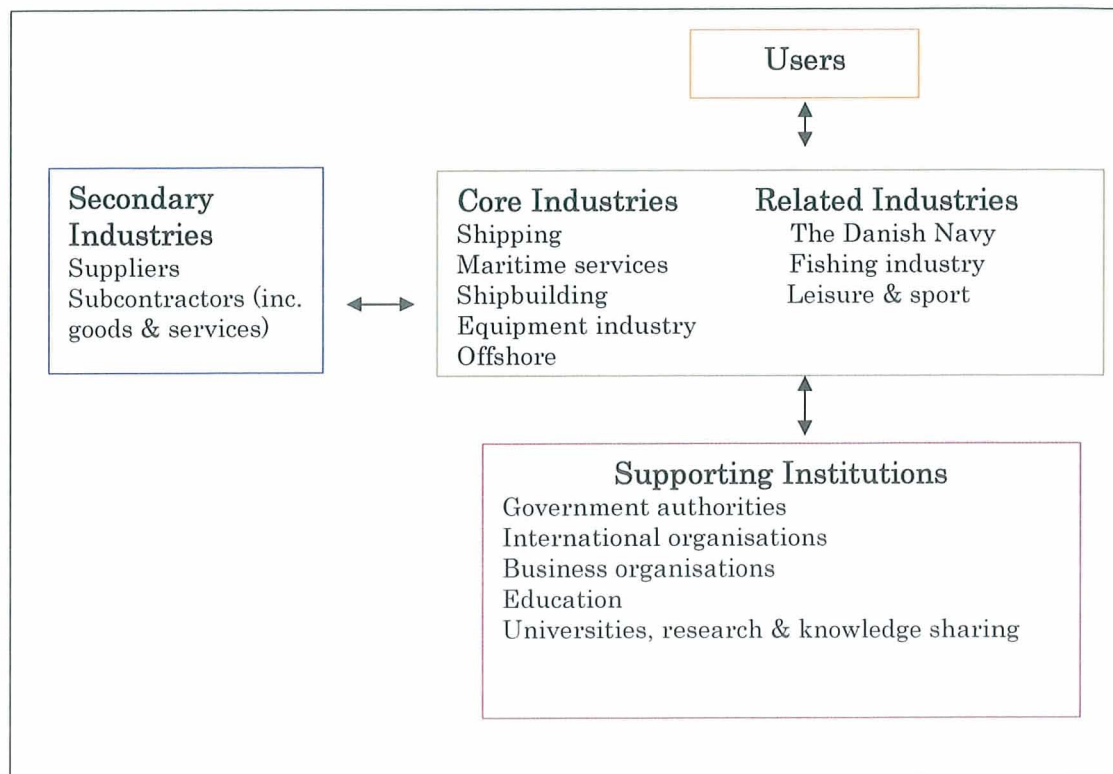 Users
Secondary
Industries
Suppliers
Subcontractors (inc.
goods & services)
Core Industries
Shipping
Maritime services
Shipbuilding
Equipment industry
Offshore
Related Industries
The Danish Navy
Fishing industry
Leisure & sport
Supporting Institutions
Government authorities
International organisations
Business organisations
Education
Universities, research & knowledge sharing